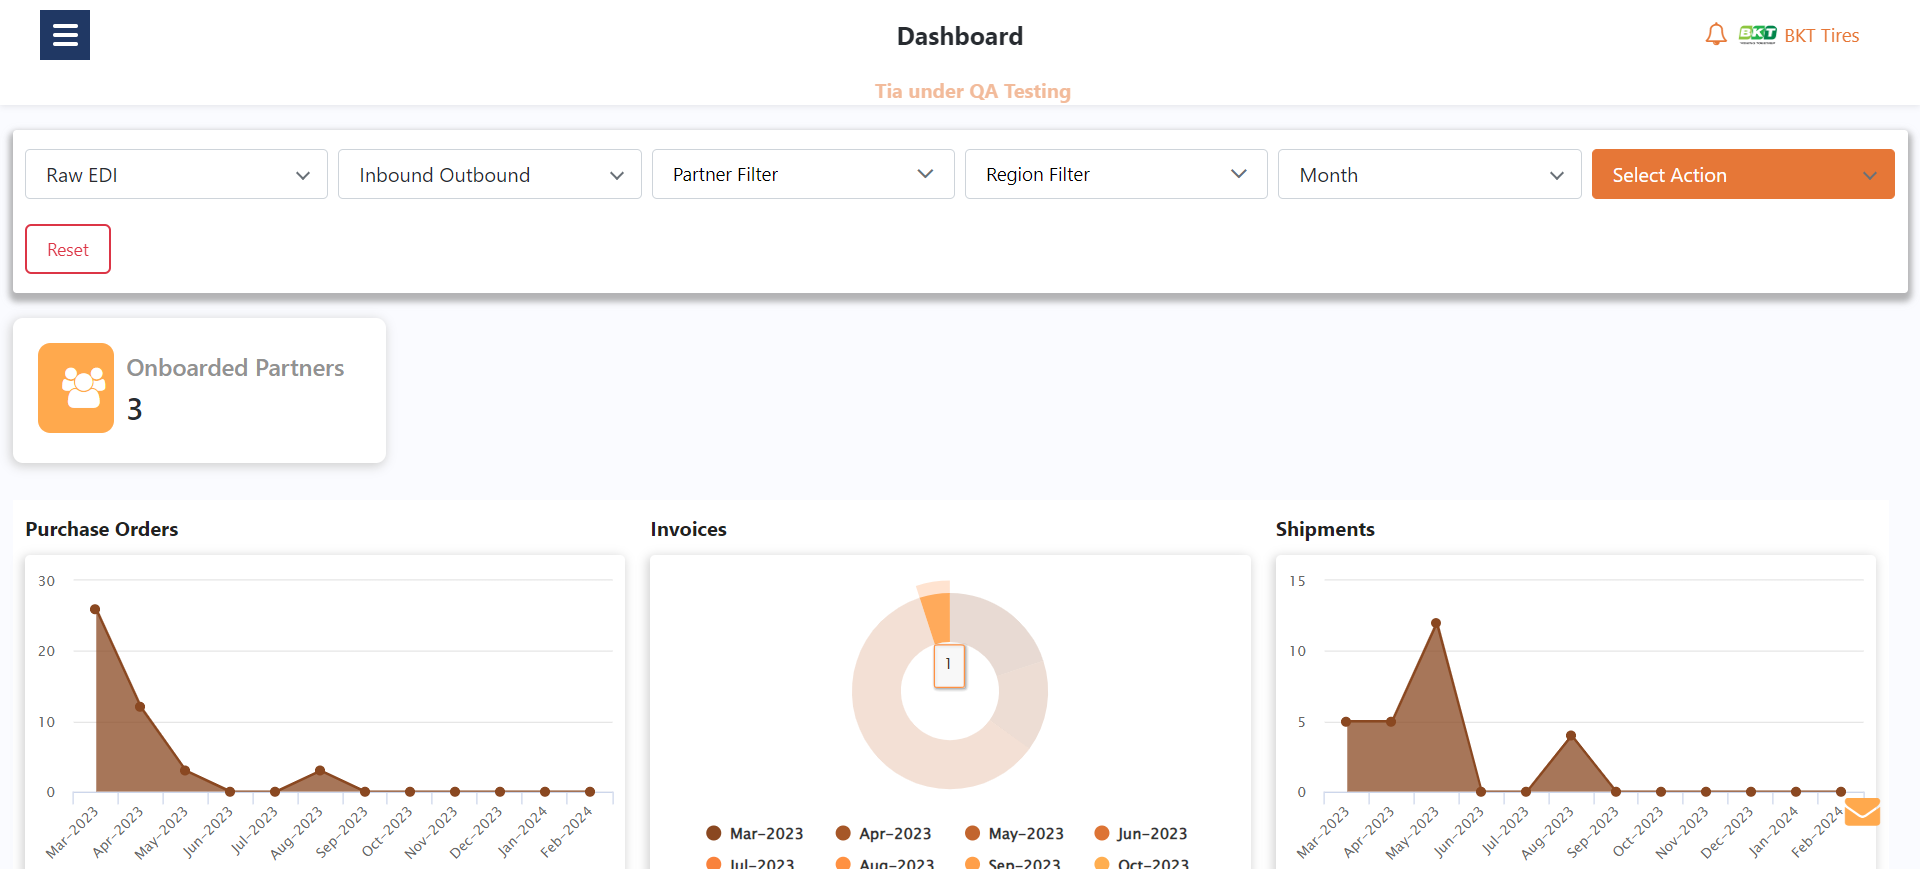 Dashboard
BKT
BKT Tires
Tia under QA Testing
Raw EDI
Inbound Outbound
Partner Filter
Region Filter
Month
Select Action
Reset
Onboarded Partners
3
Purchase Orders
30
20
10
0
Mar-2023
Apr-2023
May-2023
Jun-2023
Jul-2023
Aug-2023
Sep-2023
Oct-2023
Nov-2023
Dec-2023
Jan-2024
Feb-2024
Invoices
1
Mar-2023
Apr-2023
May-2023
Jun-2023
Jul-2023
Aug-2023
Sep-2023
Oct-2023
Shipments
15
10
5
0
Mar-2023
Apr-2023
May-2023
Jun-2023
Jul-2023
Aug-2023
Sep-2023
Oct-2023
Nov-2023
Dec-2023
Jan-2024
Feb-2024